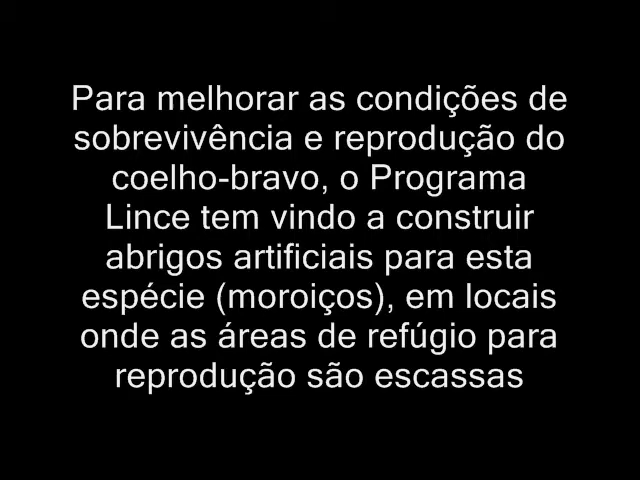 Para melhorar as condições de
sobrevivência e reprodução do
coelho-bravo, o Programa
Lince tem vindo a construir
abrigos artificiais para esta
espécie (moroiços), em locais
onde as áreas de refúgio para
reprodução são escassas